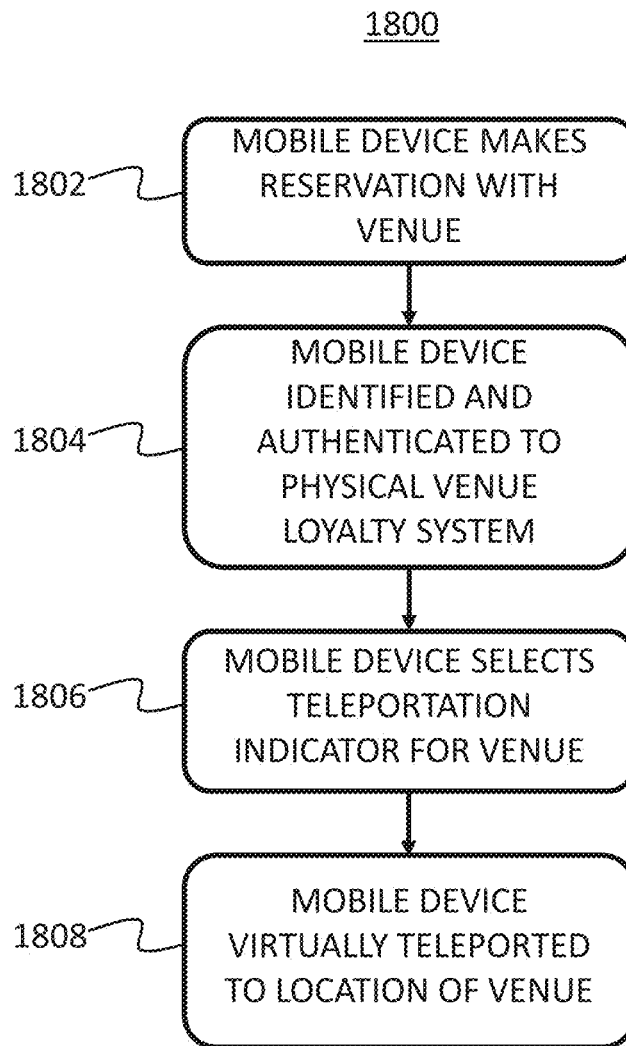 1800
1802
MOBILE DEVICE MAKES
RESERVATION WITH
VENUE
1804
MOBILE DEVICE
IDENTIFIED AND
AUTHENTICATED TO
PHYSICAL VENUE
LOYALTY SYSTEM
1806
MOBILE DEVICE SELECTS
TELEPORTATION
INDICATOR FOR VENUE
1808
MOBILE DEVICE
VIRTUALLY TELEPORTED
TO LOCATION OF VENUE